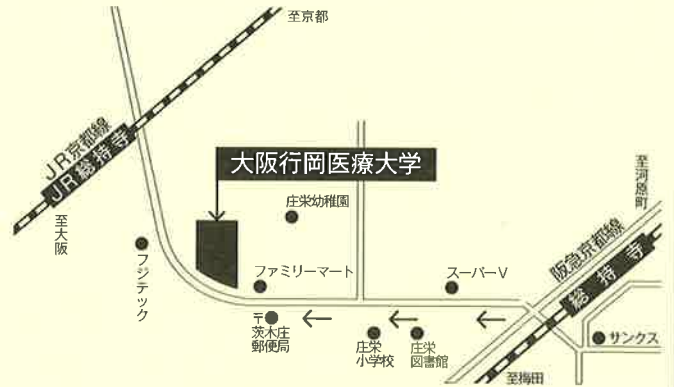 至京都
JR京都線
JR総持寺
至大阪
大阪行岡医療大学
至河原町
庄栄幼稚園
阪急京都線
総持寺
フジテック
ファミリーマート
スーパーV
〒
茨木庄
郵便局
庄栄
小学校
庄栄
図書館
サンクス
至梅田